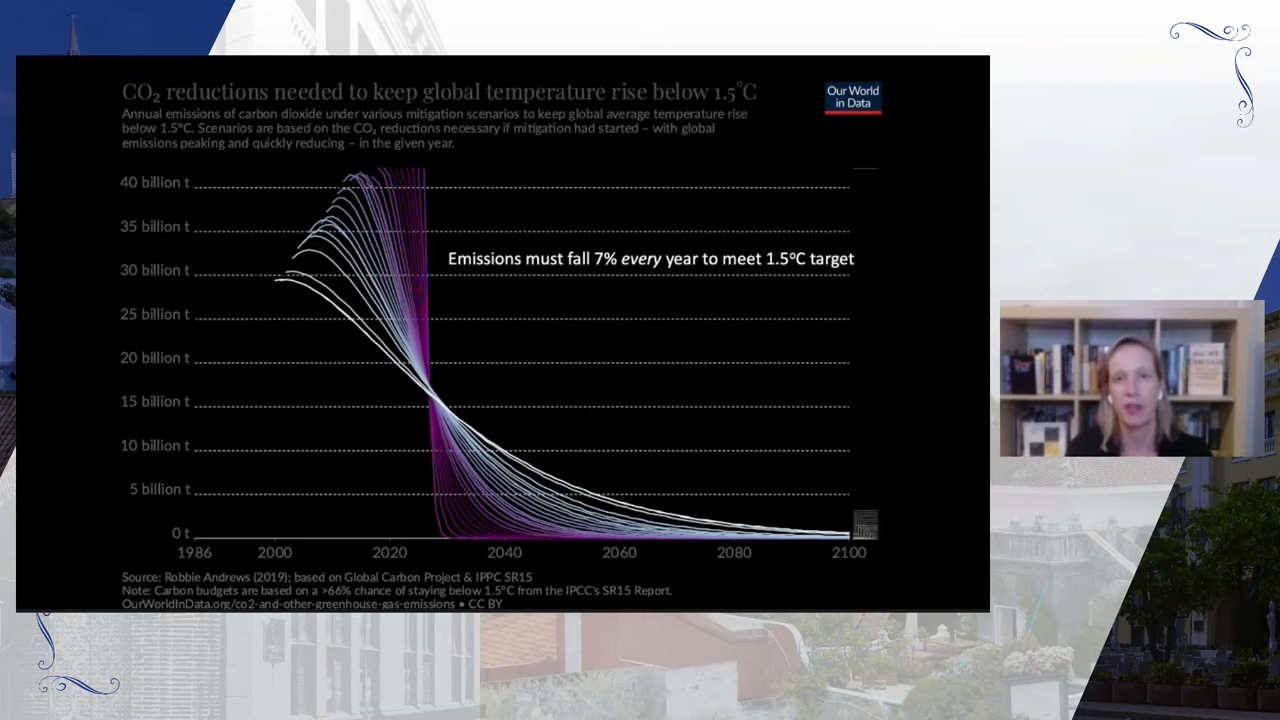 CO₂ reductions needed to keep global temperature rise below 1.5°C
Our World
in Data
Annual emissions of carbon dioxide under various mitigation scenarios to keep global average temperature rise
below 1.5°C. Scenarios are based on the CO₂ reductions necessary if mitigation had started – with global
emissions peaking and quickly reducing – in the given year.
40 billion t
35 billion t
Emissions must fall 7% every year to meet 1.5°C target
30 billion t
25 billion t
20 billion t
15 billion t
10 billion t
5 billion t
0 t
1986 2000 2020 2040 2060 2080 2100
Source: Robbie Andrews (2019); based on Global Carbon Project & IPPC SR15
Note: Carbon budgets are based on a >66% chance of staying below 1.5°C from the IPCC's SR15 Report.
OurWorldInData.org/co2-and-other-greenhouse-gas-emissions • CC BY